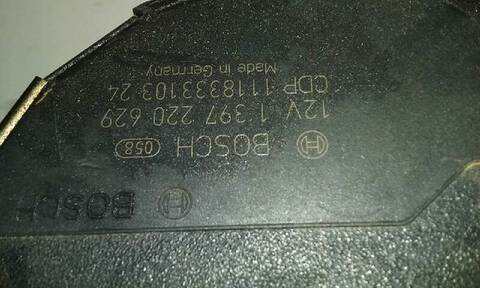 BOSCH
BOSCH 058
12V 1 397 220 629
CDP 1118333103 24
Made in Germany